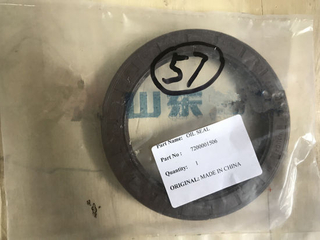 57
山东
Part Name: OIL SEAL
Part No: 7200001506
Quantity: 1
ORIGINAL: MADE IN CHINA